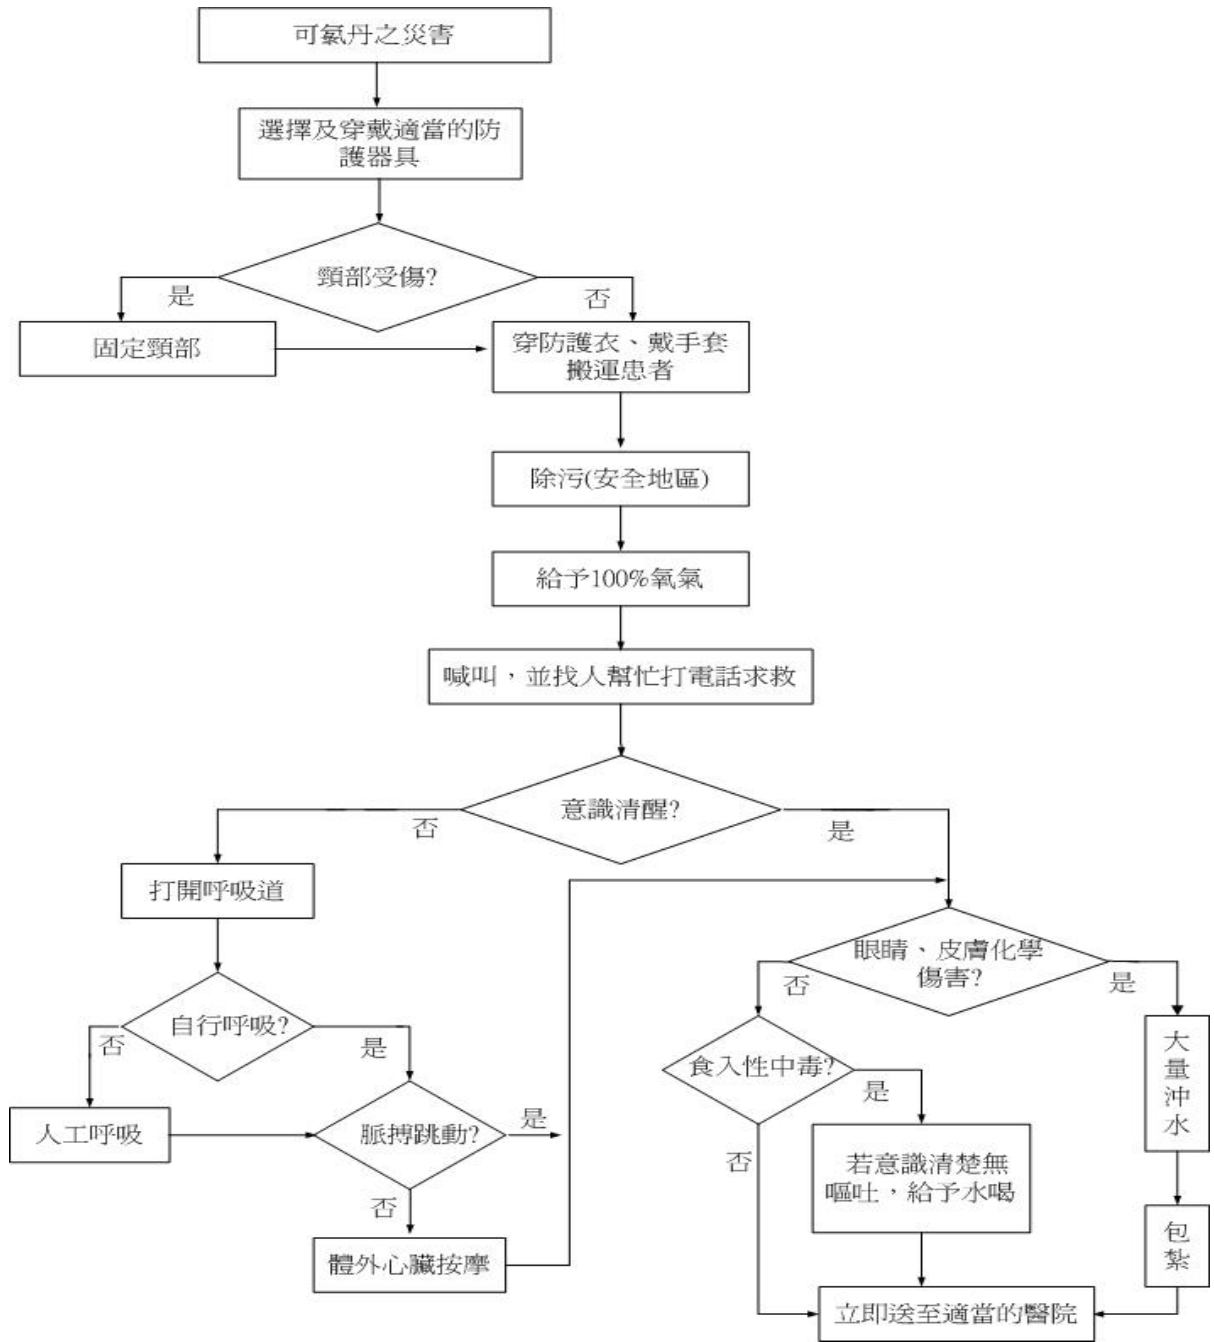 可氯丹之災害
選擇及穿戴適當的防
護器具
頸部受傷?
是
否
固定頸部
穿防護衣、戴手套
搬運患者
除污(安全地區)
給予100%氧氣
喊叫，並找人幫忙打電話求救
意識清醒?
否
是
打開呼吸道
眼睛、皮膚化學
傷害?
否
是
自行呼吸?
否
是
食入性中毒?
是
否
大
量
沖
水
人工呼吸
脈搏跳動?
是
否
若意識清楚無
嘔吐，給予水喝
包
紮
體外心臟按摩
立即送至適當的醫院